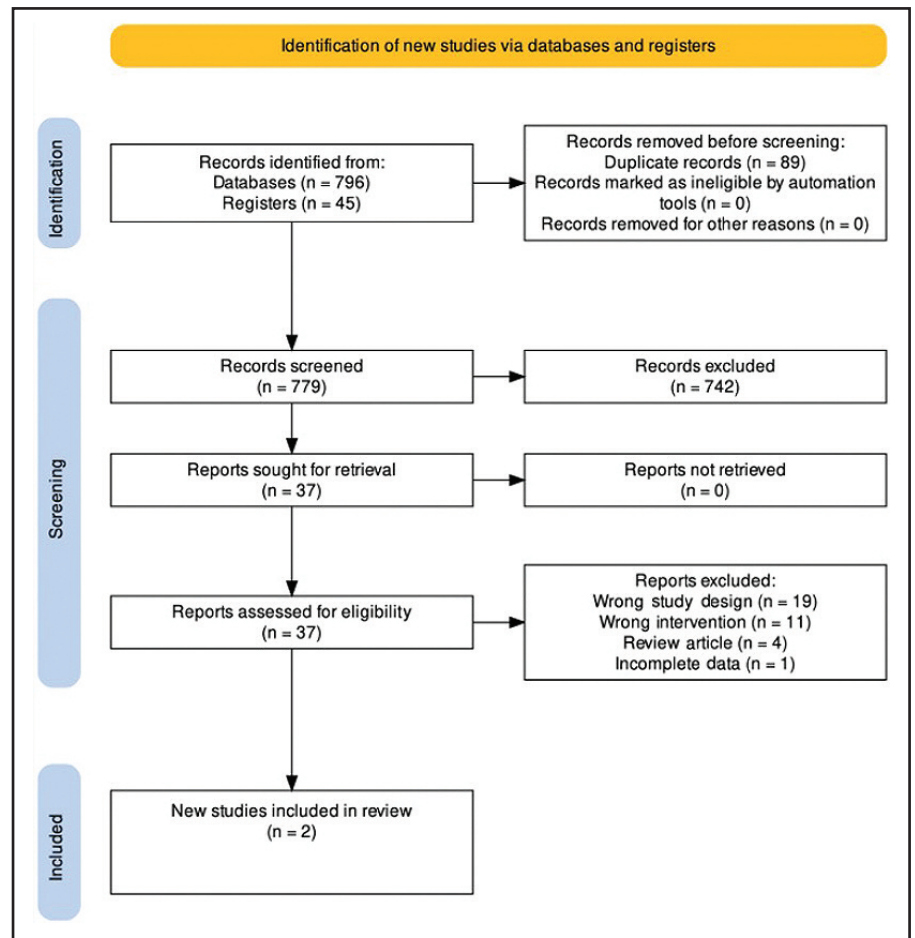 Identification of new studies via databases and registers
Identification
Records identified from:
Databases (n = 796)
Registers (n = 45)
Records removed before screening:
Duplicate records (n = 89)
Records marked as ineligible by automation
tools (n = 0)
Records removed for other reasons (n = 0)
Screening
Records screened
(n = 779)
Records excluded
(n = 742)
Reports sought for retrieval
(n = 37)
Reports not retrieved
(n = 0)
Reports assessed for eligibility
(n = 37)
Reports excluded:
Wrong study design (n = 19)
Wrong intervention (n = 11)
Review article (n = 4)
Incomplete data (n = 1)
Included
New studies included in review
(n = 2)